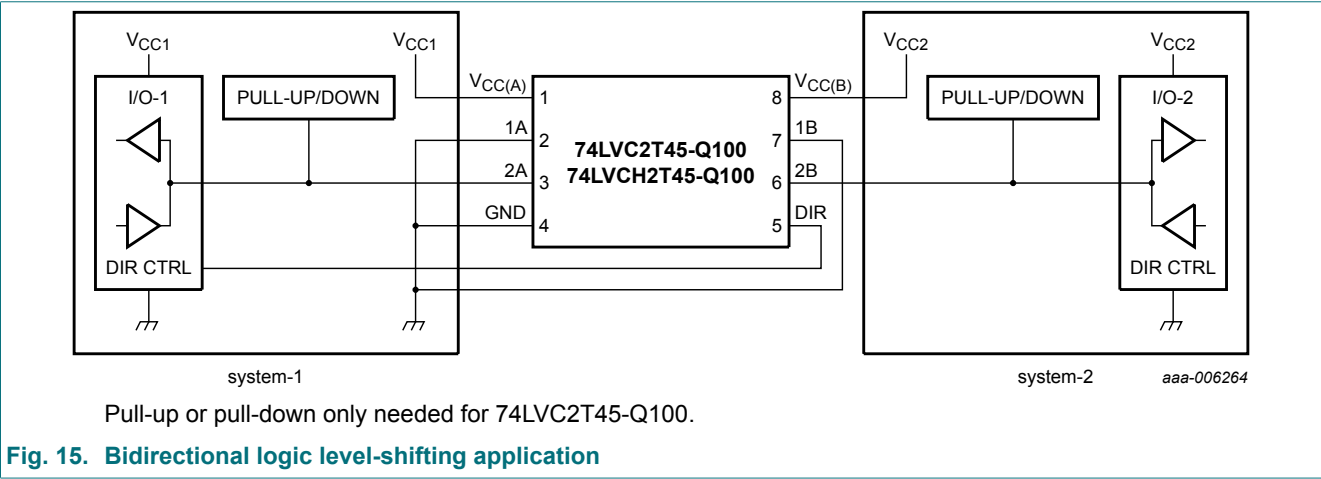 VCC1
I/O-1
DIR CTRL
PULL-UP/DOWN
VCC1
system-1
VCC(A)
1A
2A
GND
1
2
3
4
74LVC2T45-Q100
74LVCH2T45-Q100
8
7
6
5
VCC(B)
1B
2B
DIR
VCC2
PULL-UP/DOWN
VCC2
I/O-2
DIR CTRL
system-2
aaa-006264
Pull-up or pull-down only needed for 74LVC2T45-Q100.
Fig. 15. Bidirectional logic level-shifting application